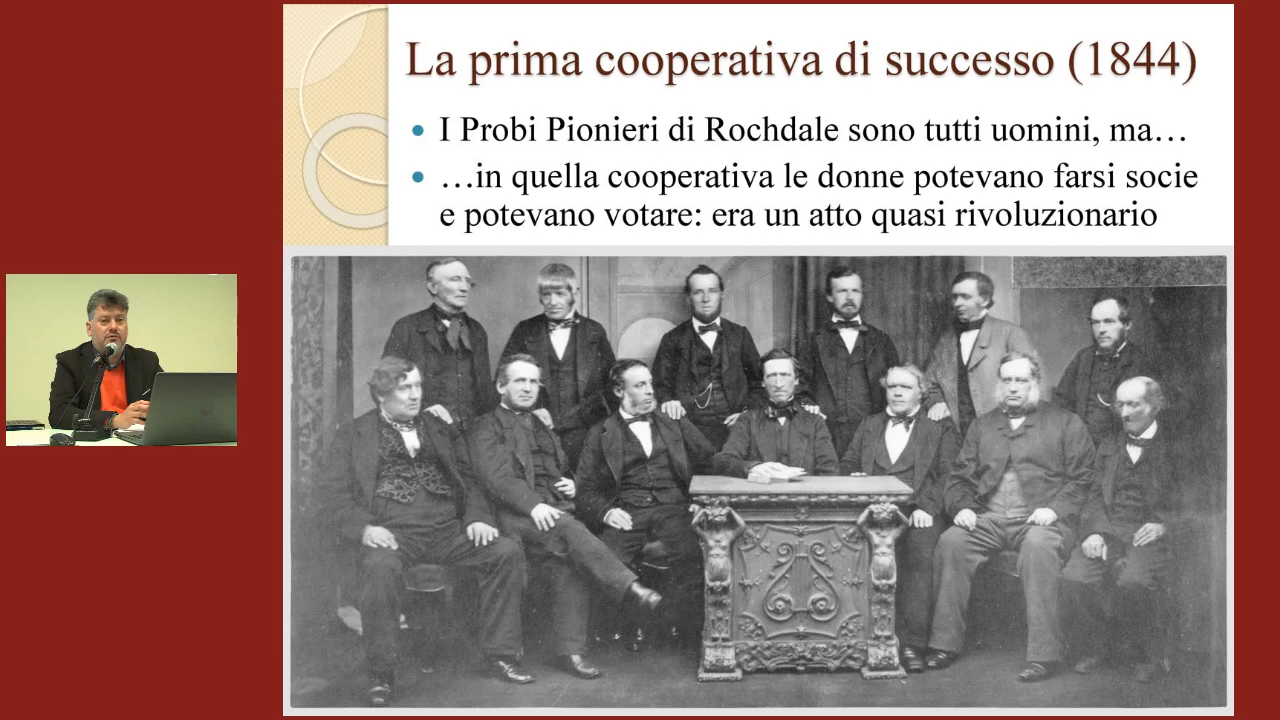 La prima cooperativa di successo (1844)
I Probi Pionieri di Rochdale sono tutti uomini, ma…
…in quella cooperativa le donne potevano farsi socie
e potevano votare: era un atto quasi rivoluzionario